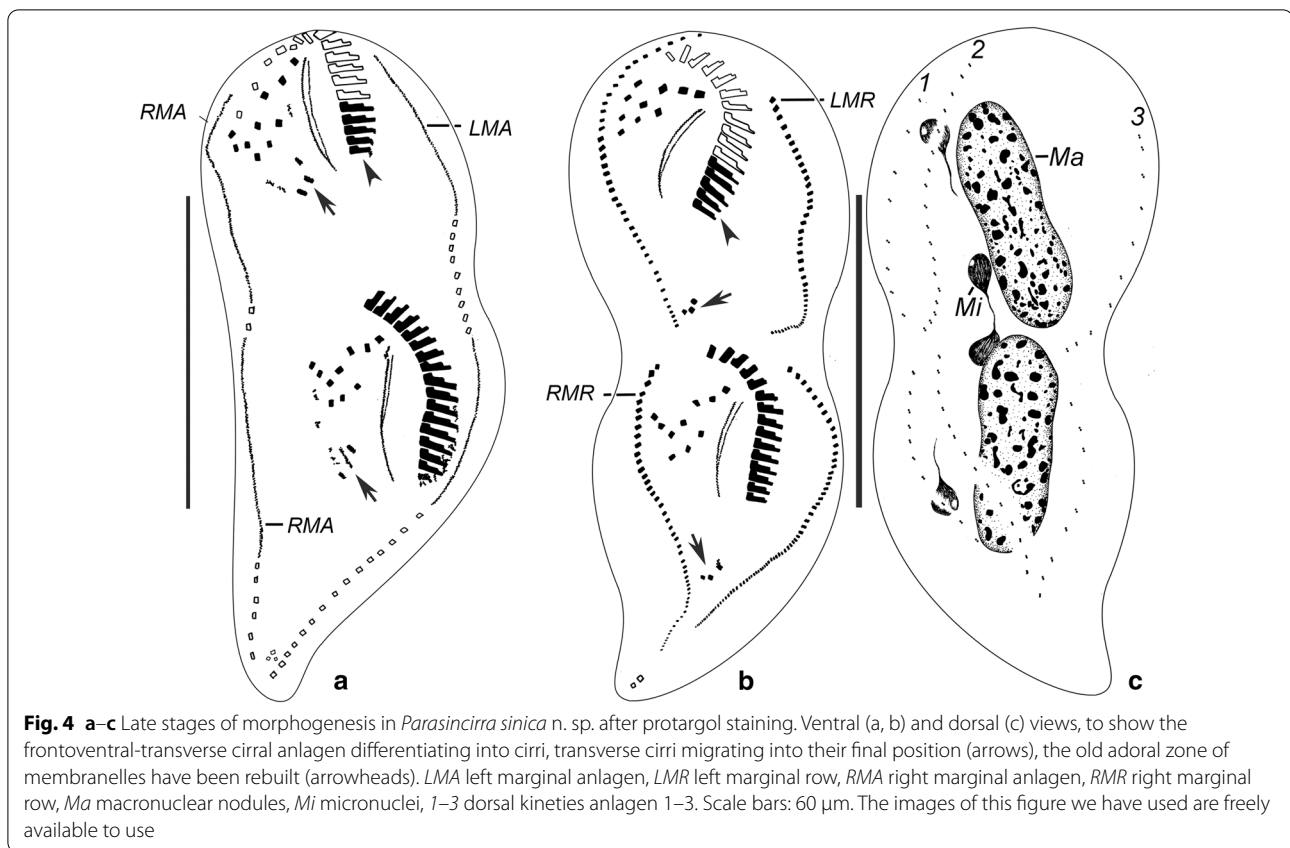 RMA
LMA
RMA
a
LMR
RMR
b
1
2
3
Ma
Mi
c
Fig. 4 a–c Late stages of morphogenesis in Parasincirra sinica n. sp. after protargol staining. Ventral (a, b) and dorsal (c) views, to show the
frontoventral-transverse cirral anlagen differentiating into cirri, transverse cirri migrating into their final position (arrows), the old adoral zone of
membranelles have been rebuilt (arrowheads). LMA left marginal anlagen, LMR left marginal row, RMA right marginal anlagen, RMR right marginal
row, Ma macronuclear nodules, Mi micronuclei, 1–3 dorsal kineties anlagen 1–3. Scale bars: 60 μm. The images of this figure we have used are freely
available to use